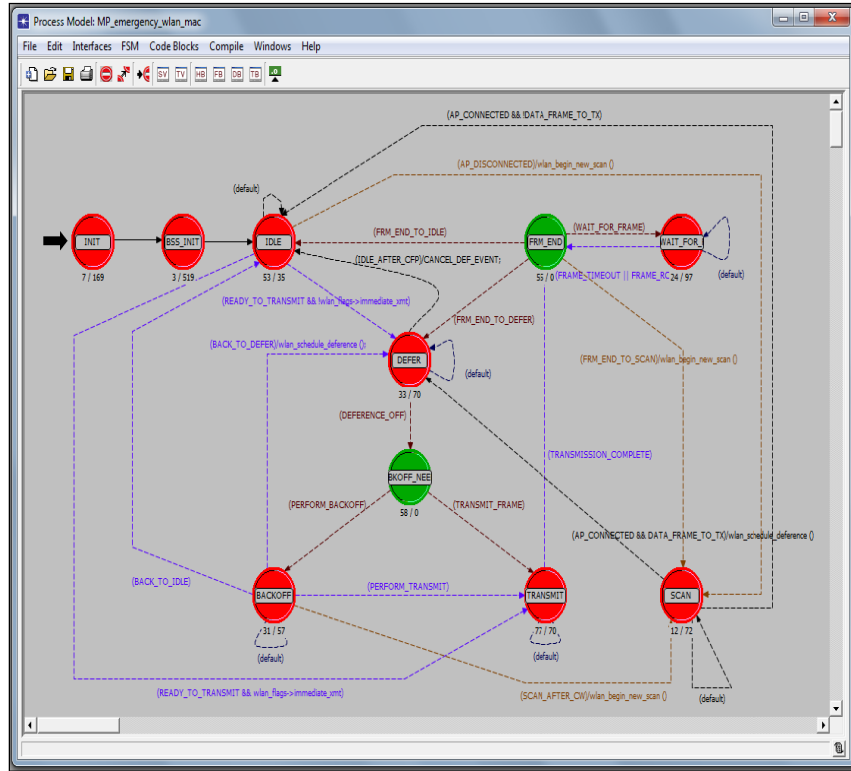 Process Model: MP_emergency_wlan_mac
File Edit Interfaces FSM Code Blocks Compile Windows Help
SV TV HB FB DB TB
(AP_CONNECTED && !DATA_FRAME_TO_TX)
(AP_DISCONNECTED)/wlan_begin_new_scan ()
(default)
INIT
7 / 169
BSS_INIT
3 / 519
IDLE
53 / 35
(FRM_END_TO_IDLE)
FRM_END
55 / 0
(WAIT_FOR_FRAME)
WAIT_FOR_
24 / 97
(default)
(IDLE_AFTER_CFP)/CANCEL_DEF_EVENT;
(FRAME_TIMEOUT || FRAME_RC
(READY_TO_TRANSMIT && !wlan_flags->immediate_xmt)
(FRM_END_TO_DEFER)
(BACK_TO_DEFER)/wlan_schedule_deference ();
DEFER
33 / 70
(default)
(FRM_END_TO_SCAN)/wlan_begin_new_scan ()
(DEFERENCE_OFF)
(TRANSMISSION_COMPLETE)
BKOFF_NEE
58 / 0
(PERFORM_BACKOFF)
(TRANSMIT_FRAME)
(AP_CONNECTED && DATA_FRAME_TO_TX)/wlan_schedule_deference ()
(BACK_TO_IDLE)
BACKOFF
31 / 57
(default)
(PERFORM_TRANSMIT)
TRANSMIT
77 / 70
(default)
SCAN
12 / 72
(default)
(READY_TO_TRANSMIT && wlan_flags->immediate_xmt)
(SCAN_AFTER_CW)/wlan_begin_new_scan ()